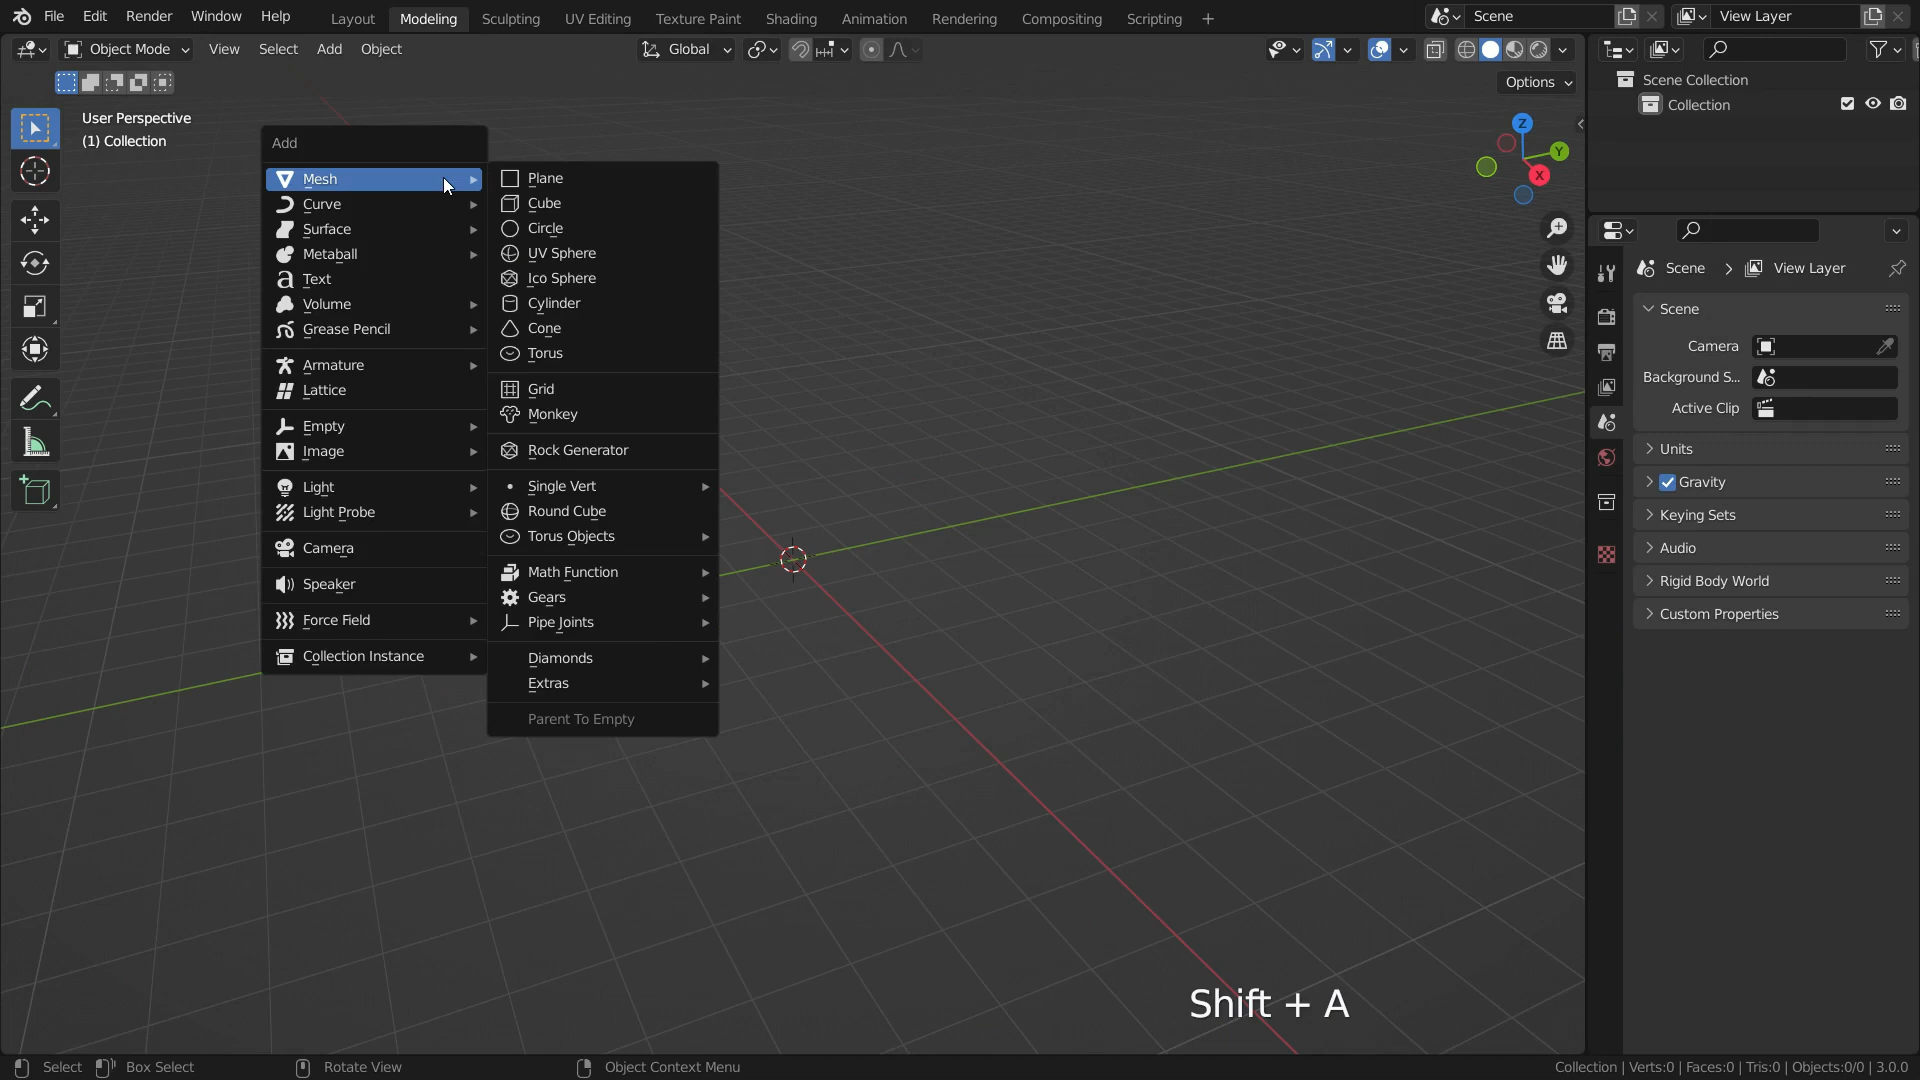 File Edit Render Window Help Layout Modeling Sculpting UV Editing Texture Paint Shading Animation Rendering Compositing Scripting + Scene View Layer
Object Mode View Select Add Object Global
Options
User Perspective
(1) Collection
Add
Mesh
Curve
Surface
Metaball
Text
Volume
Grease Pencil
Armature
Lattice
Empty
Image
Light
Light Probe
Camera
Speaker
Force Field
Collection Instance
Plane
Cube
Circle
UV Sphere
Ico Sphere
Cylinder
Cone
Torus
Grid
Monkey
Rock Generator
Single Vert
Round Cube
Torus Objects
Math Function
Gears
Pipe Joints
Diamonds
Extras
Parent To Empty
Z
Y
X
Scene Collection
Collection
Scene > View Layer
Scene
Camera
Background S...
Active Clip
Units
Gravity
Keying Sets
Audio
Rigid Body World
Custom Properties
Shift + A
Select Box Select Rotate View Object Context Menu Collection | Verts:0 | Faces:0 | Tris:0 | Objects:0/0 | 3.0.0